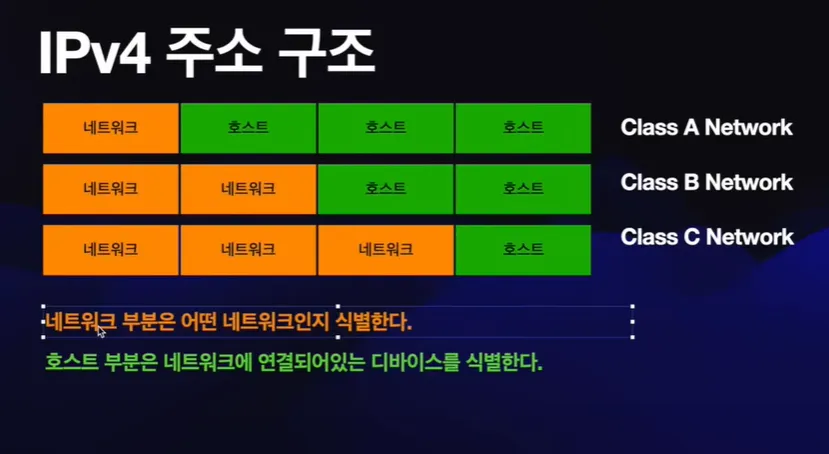 IPv4 주소 구조
네트워크 호스트 호스트 호스트 Class A Network
네트워크 네트워크 호스트 호스트 Class B Network
네트워크 네트워크 네트워크 호스트 Class C Network
네트워크 부분은 어떤 네트워크인지 식별한다.
호스트 부분은 네트워크에 연결되어있는 디바이스를 식별한다.